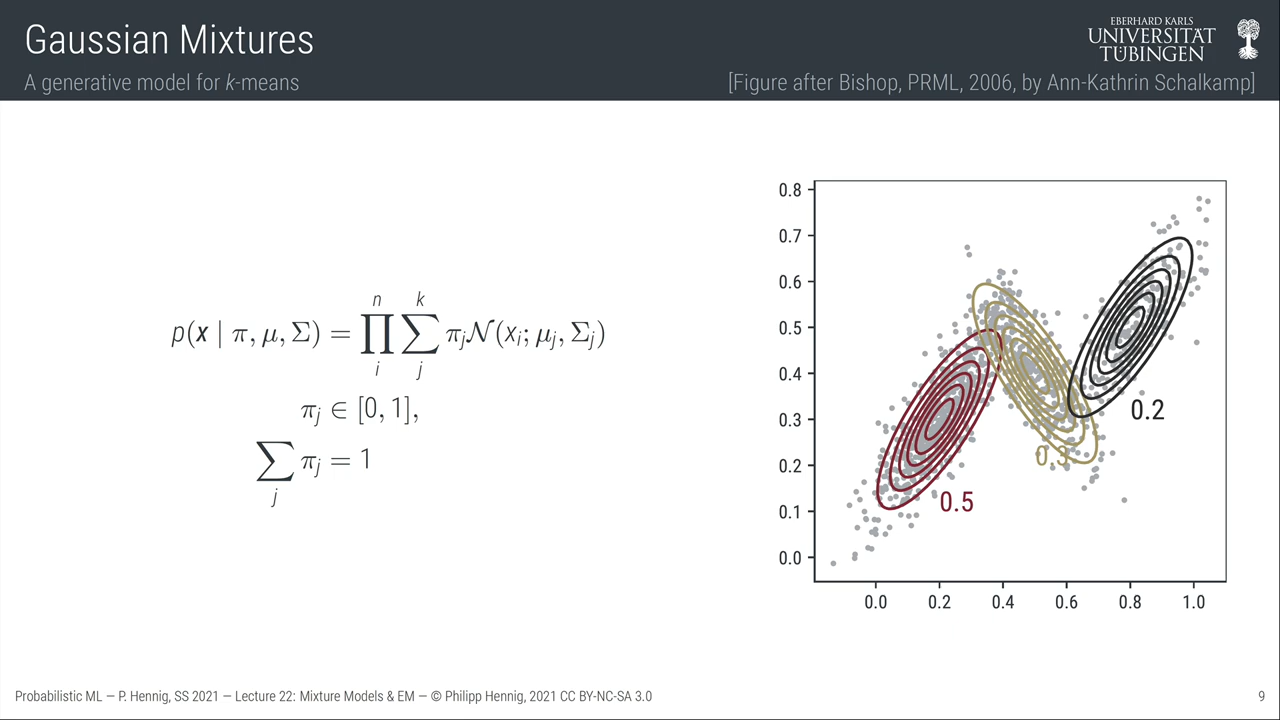 Gaussian Mixtures
A generative model for k-means
EBERHARD KARLS
UNIVERSITÄT
TÜBINGEN
[Figure after Bishop, PRML, 2006, by Ann-Kathrin Schalkamp]
p(x | π, μ, Σ) = ∏_i^n ∑_j^k π_j 𝒩(x_i; μ_j, Σ_j)
π_j ∈ [0, 1],
∑_j π_j = 1
0.8
0.7
0.6
0.5
0.4
0.3
0.2
0.1
0.0
0.5
0.3
0.2
0.0 0.2 0.4 0.6 0.8 1.0
Probabilistic ML — P. Hennig, SS 2021 — Lecture 22: Mixture Models & EM — © Philipp Hennig, 2021 CC BY-NC-SA 3.0
9